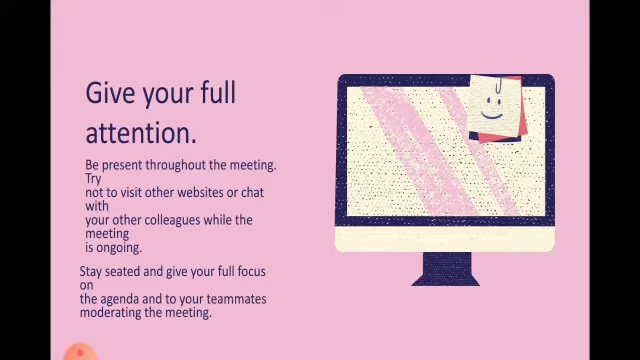 Give your full
attention.
Be present throughout the meeting.
Try
not to visit other websites or chat
with
your other colleagues while the
meeting
is ongoing.
Stay seated and give your full focus
on
the agenda and to your teammates
moderating the meeting.